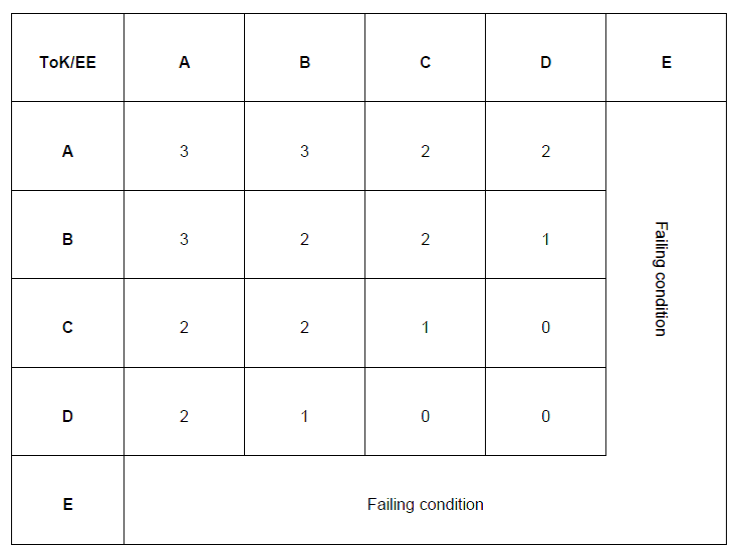 ToK/EE A B C D E
A 3 3 2 2
B 3 2 2 1
Failing condition
C 2 2 1 0
D 2 1 0 0
E Failing condition